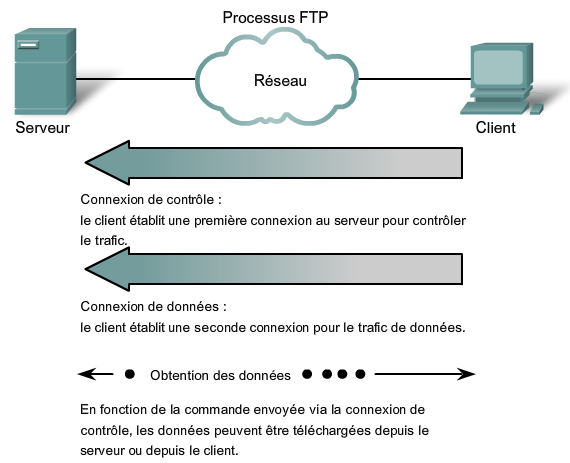 Processus FTP
Réseau
Serveur
Client
Connexion de contrôle :
le client établit une première connexion au serveur pour contrôler
le trafic.
Connexion de données :
le client établit une seconde connexion pour le trafic de données.
Obtention des données
En fonction de la commande envoyée via la connexion de
contrôle, les données peuvent être téléchargées depuis le
serveur ou depuis le client.